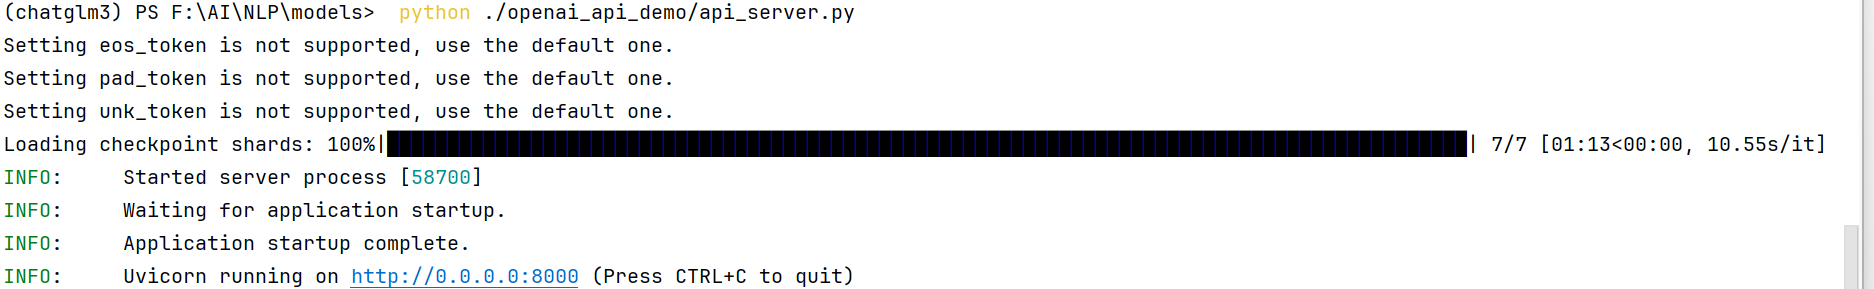 (chatglm3) PS F:\AI\NLP\models>  python ./openai_api_demo/api_server.py
Setting eos_token is not supported, use the default one.
Setting pad_token is not supported, use the default one.
Setting unk_token is not supported, use the default one.
Loading checkpoint shards: 100%|██████████████████████████████████████████████████████████████████████████████████████████| 7/7 [01:13<00:00, 10.55s/it]
INFO:     Started server process [58700]
INFO:     Waiting for application startup.
INFO:     Application startup complete.
INFO:     Uvicorn running on http://0.0.0.0:8000 (Press CTRL+C to quit)